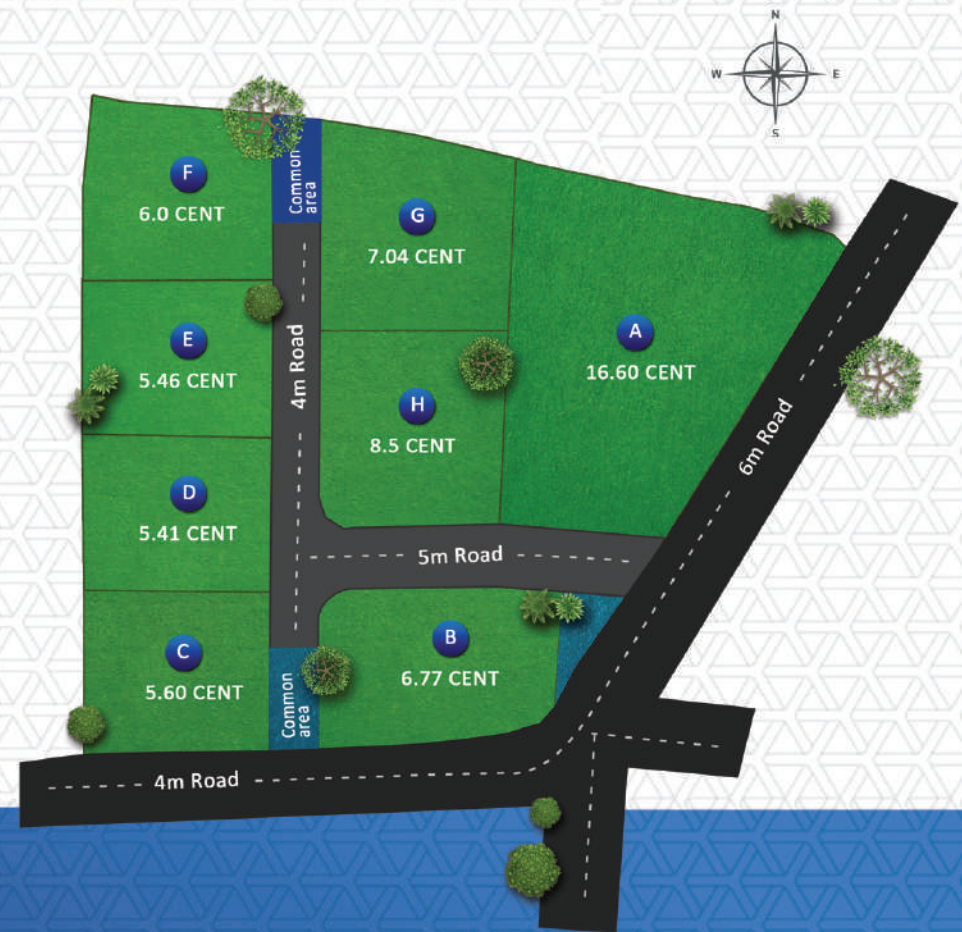 N
W
E
S
F
6.0 CENT
Common
area
G
7.04 CENT
E
5.46 CENT
4m Road
H
8.5 CENT
A
16.60 CENT
6m Road
D
5.41 CENT
5m Road
C
5.60 CENT
Common
area
B
6.77 CENT
4m Road